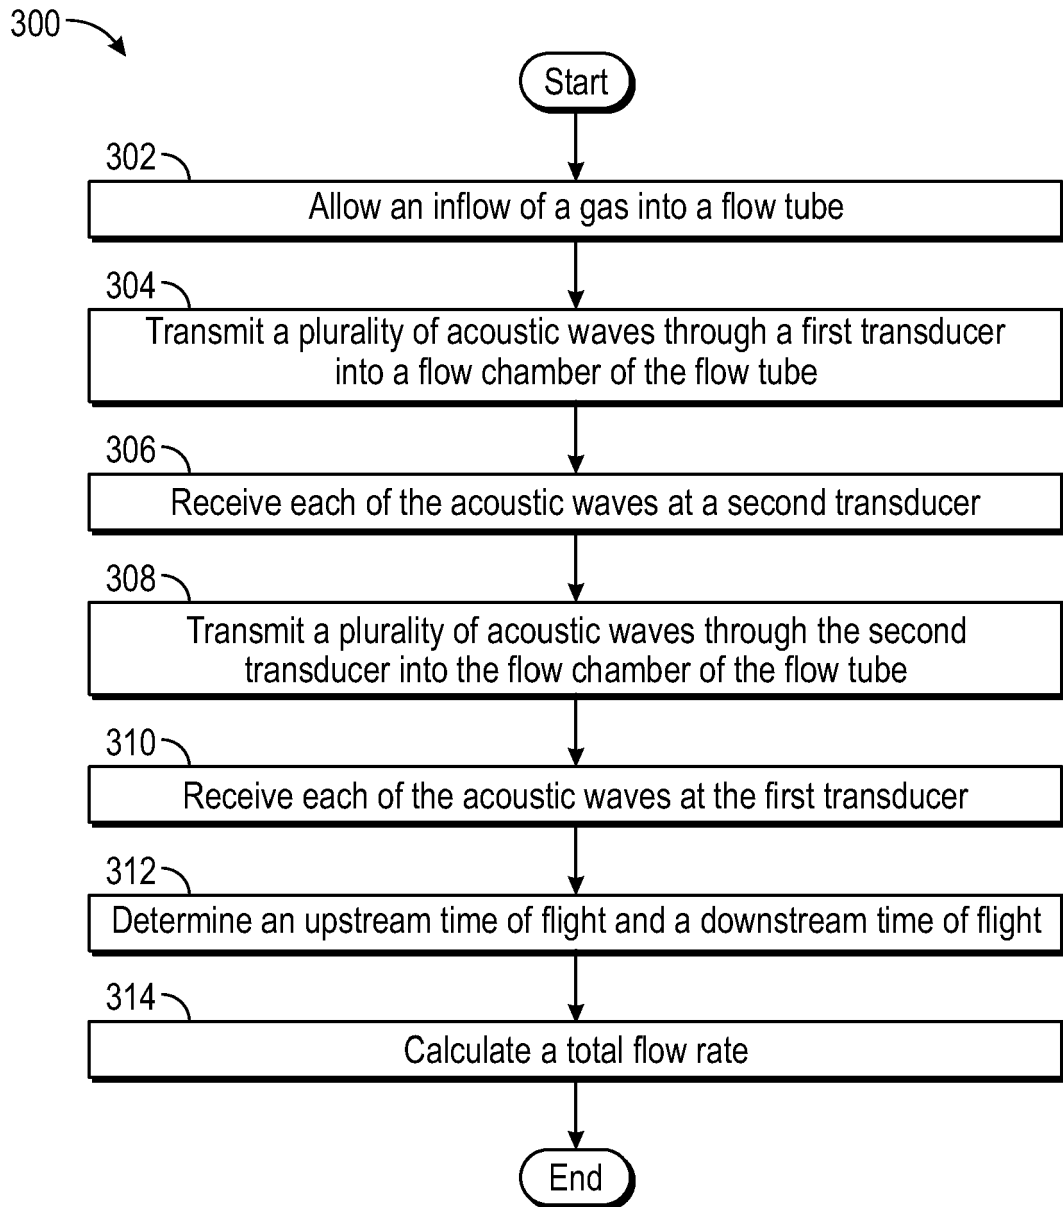 300
Start
302
Allow an inflow of a gas into a flow tube
304
Transmit a plurality of acoustic waves through a first transducer
into a flow chamber of the flow tube
306
Receive each of the acoustic waves at a second transducer
308
Transmit a plurality of acoustic waves through the second
transducer into the flow chamber of the flow tube
310
Receive each of the acoustic waves at the first transducer
312
Determine an upstream time of flight and a downstream time of flight
314
Calculate a total flow rate
End